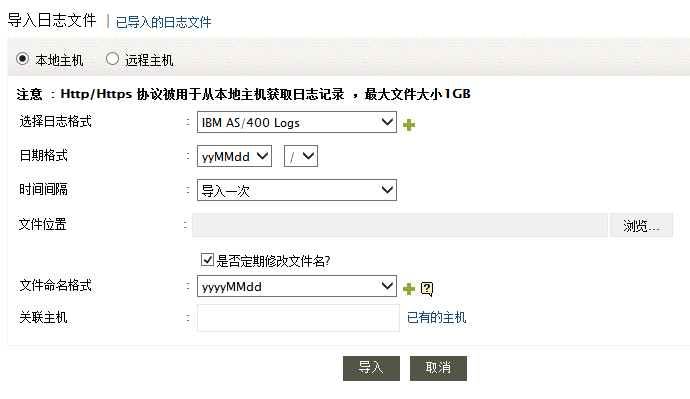 导入日志文件 | 已导入的日志文件
本地主机 远程主机
注意 : Http/Https 协议被用于从本地主机获取日志记录 , 最大文件大小1GB
选择日志格式 : IBM AS/400 Logs
日期格式 : yyMMdd /
时间间隔 : 导入一次
文件位置 : 浏览...
是否定期修改文件名?
文件命名格式 : yyyyMMdd ?
关联主机 : 已有的主机
导入 取消